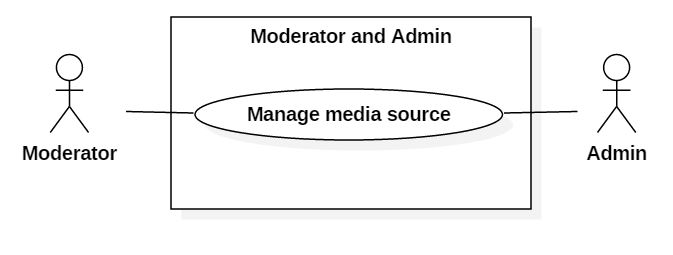 Moderator and Admin
Manage media source
Moderator
Admin